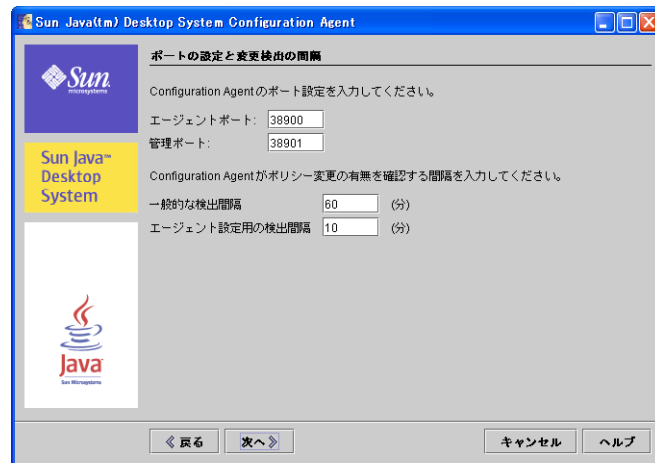 Sun Java(tm) Desktop System Configuration Agent
Sun
microsystems
Sun Java™
Desktop
System
Java
Sun Microsystems
ポートの設定と変更検出の間隔
Configuration Agentのポート設定を入力してください。
エージェントポート: 38900
管理ポート: 38901
Configuration Agentがポリシー変更の有無を確認する間隔を入力してください。
一般的な検出間隔 60 (分)
エージェント設定用の検出間隔 10 (分)
戻る 次へ キャンセル ヘルプ